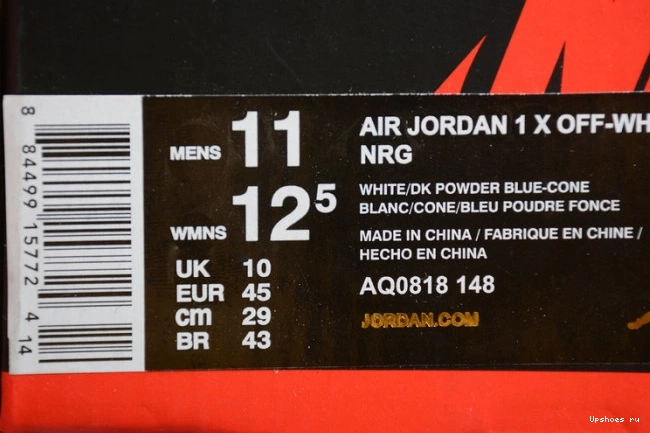 8 84499 15772 4 14
MENS 11
WMNS 12 5
UK 10
EUR 45
cm 29
BR 43
AIR JORDAN 1 X OFF-WH
NRG
WHITE/DK POWDER BLUE-CONE
BLANC/CONE/BLEU POUDRE FONCE
MADE IN CHINA / FABRIQUE EN CHINE /
HECHO EN CHINA
AQ0818 148
JORDAN.COM
Upshoes ru